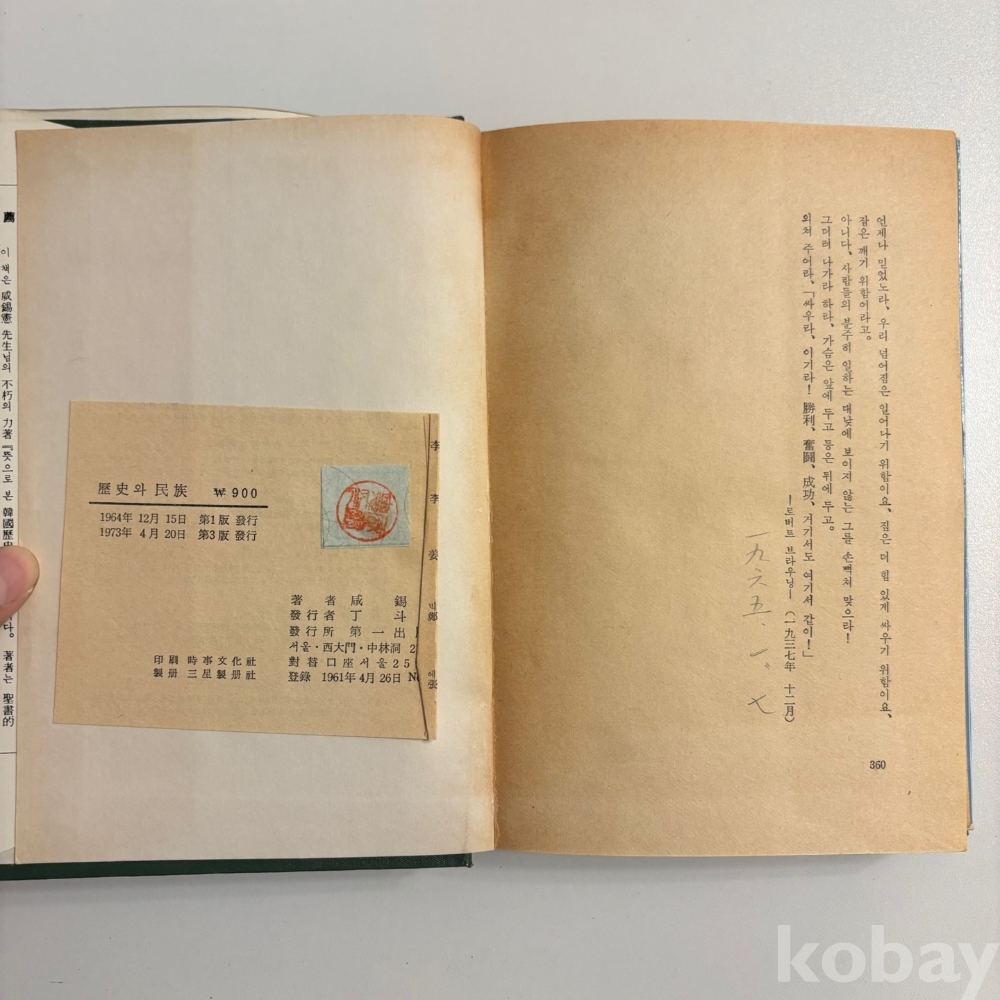 언제나 믿었노라, 우리 넘어짐은 일어나기 위함이요, 짐은 더 힘 있게 싸우기 위함이요,
잠은 깨기 위함이라고.
아니다, 사람들의 분주히 일하는 대낮에 보이지 않는 그를 손뼉쳐 맞으라!
그더러 나가라 하라, 가슴은 앞에 두고 등은 뒤에 두고.
외쳐 주어라, 「싸우라, 이기라! 勝利、奮鬪、成功、거기서도 여기서 같이!」
―로버트 브라우닝― (一九三七年 十二月)
一九六五. 一. 七
360
歷史와 民族 ₩900
1964年 12月 15日 第1版 發行
1973年 4月 20日 第3版 發行
著者 咸錫
發行者 丁斗
發行所 第一出
서울・西大門・中林洞 2
印刷 時事文化社 對替口座서울25
製册 三星製册社 登錄 1961年4月26日 N
李
李
姜
鄭
張
이 책은 咸錫憲 先生님의 不朽의 力著『뜻으로 본 韓國歷史
다. 著者는 聖書的
kobay